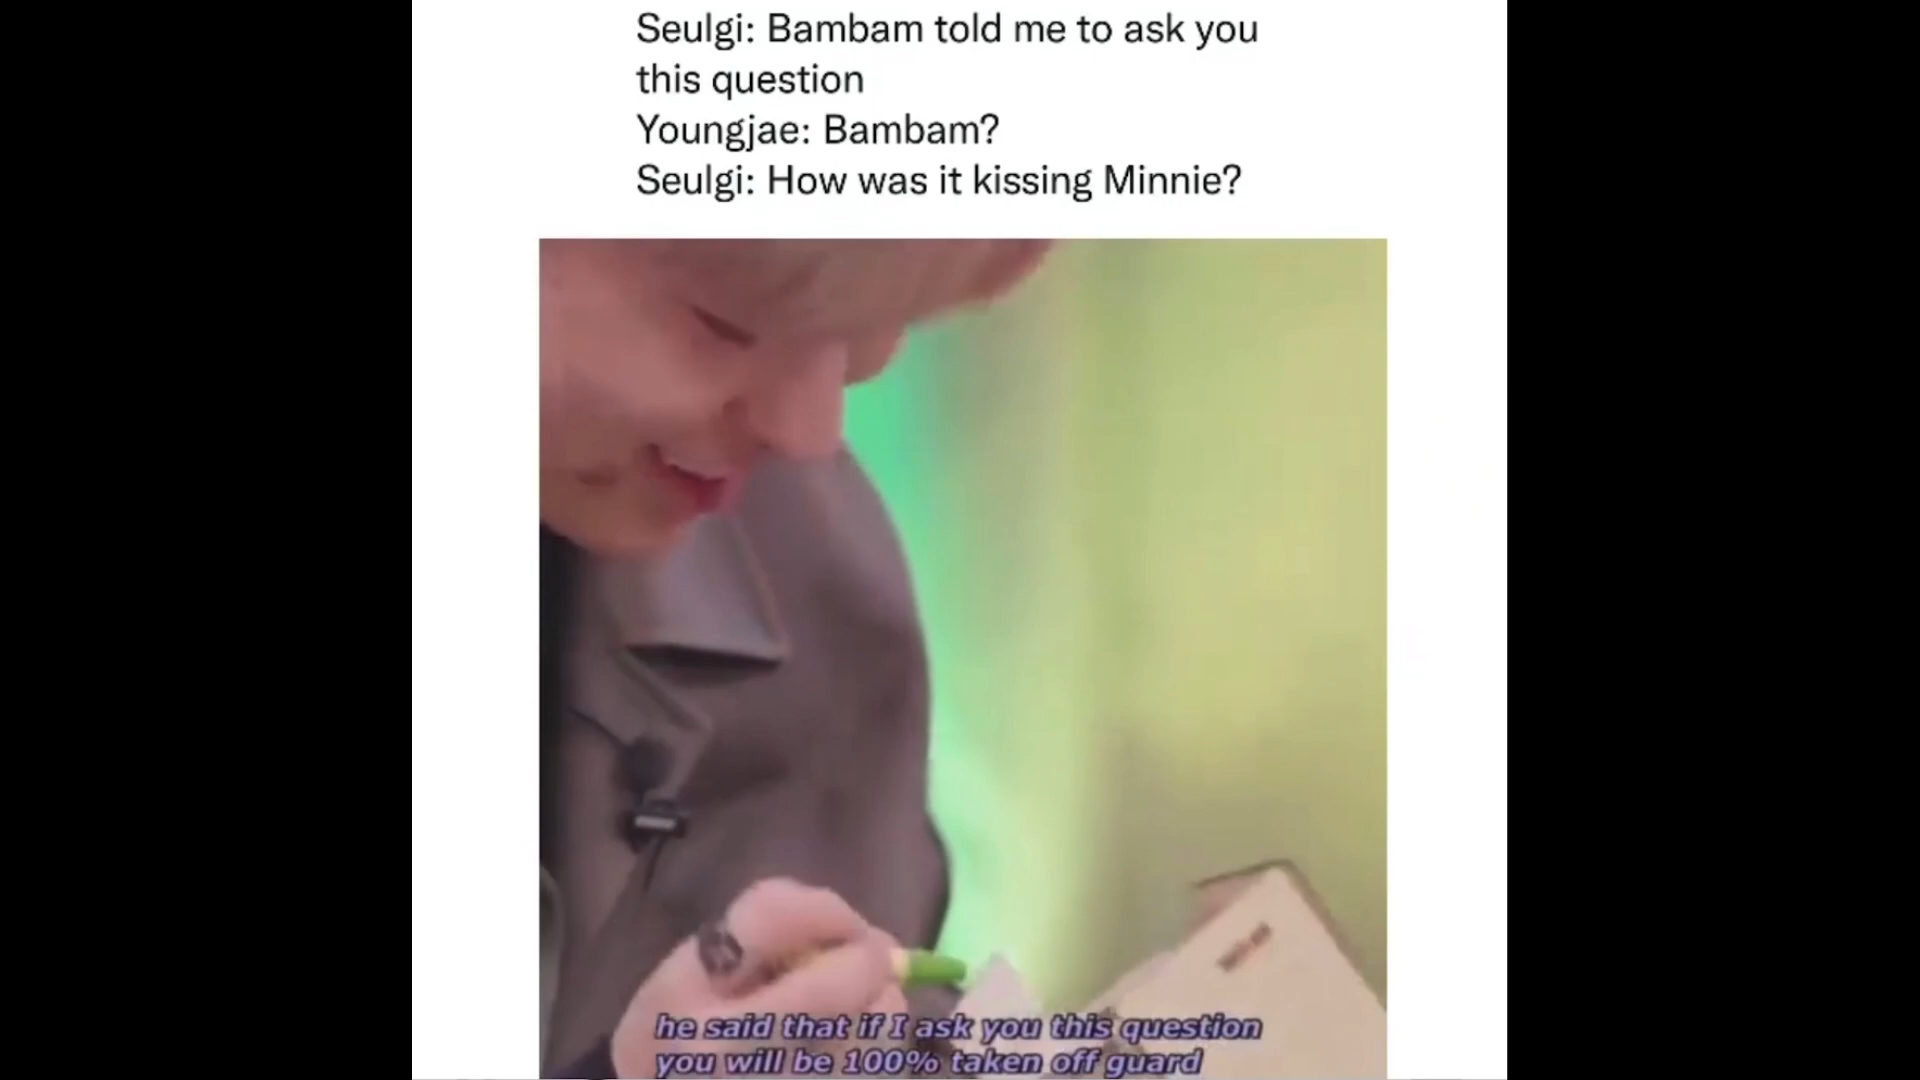 Seulgi: Bambam told me to ask you
this question
Youngjae: Bambam?
Seulgi: How was it kissing Minnie?
he said that if I ask you this question
you will be 100% taken off guard